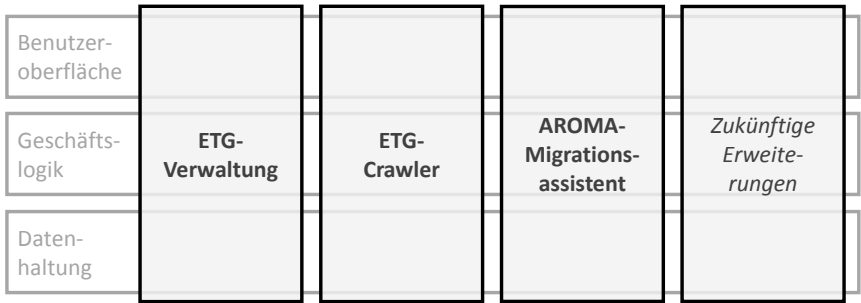 Benutzer-
oberfläche
Geschäfts-
logik
Daten-
haltung
ETG-
Verwaltung
ETG-
Crawler
AROMA-
Migrations-
assistent
Zukünftige
Erweite-
rungen